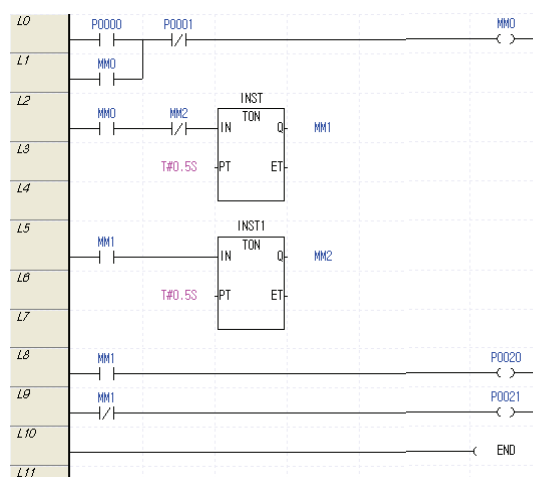 L0 P0000 P0001 MM0
L1 MM0
L2 INST
MM0 MM2 TON
IN Q MM1
L3 T#0.5S PT ET
L4
L5 INST1
MM1 TON
IN Q MM2
L6 T#0.5S PT ET
L7
L8 MM1 P0020
L9 MM1 P0021
L10 END
L11